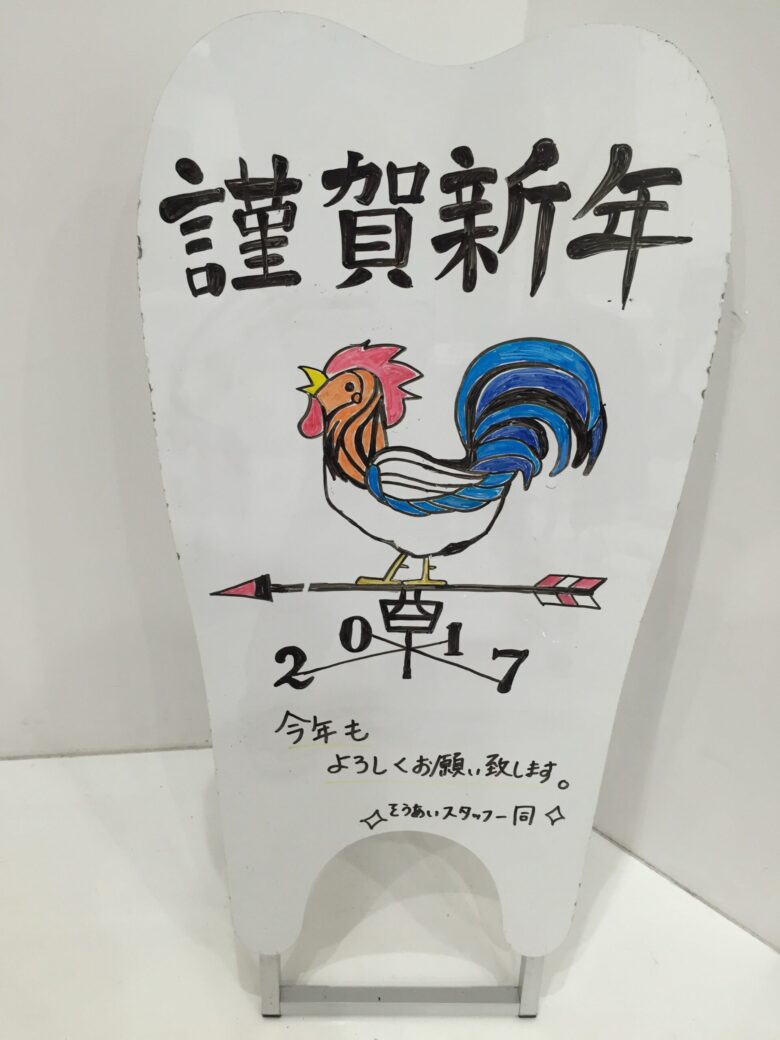 謹賀新年
酉
2017
今年も
よろしくお願い致します。
そうあいスタッフ一同